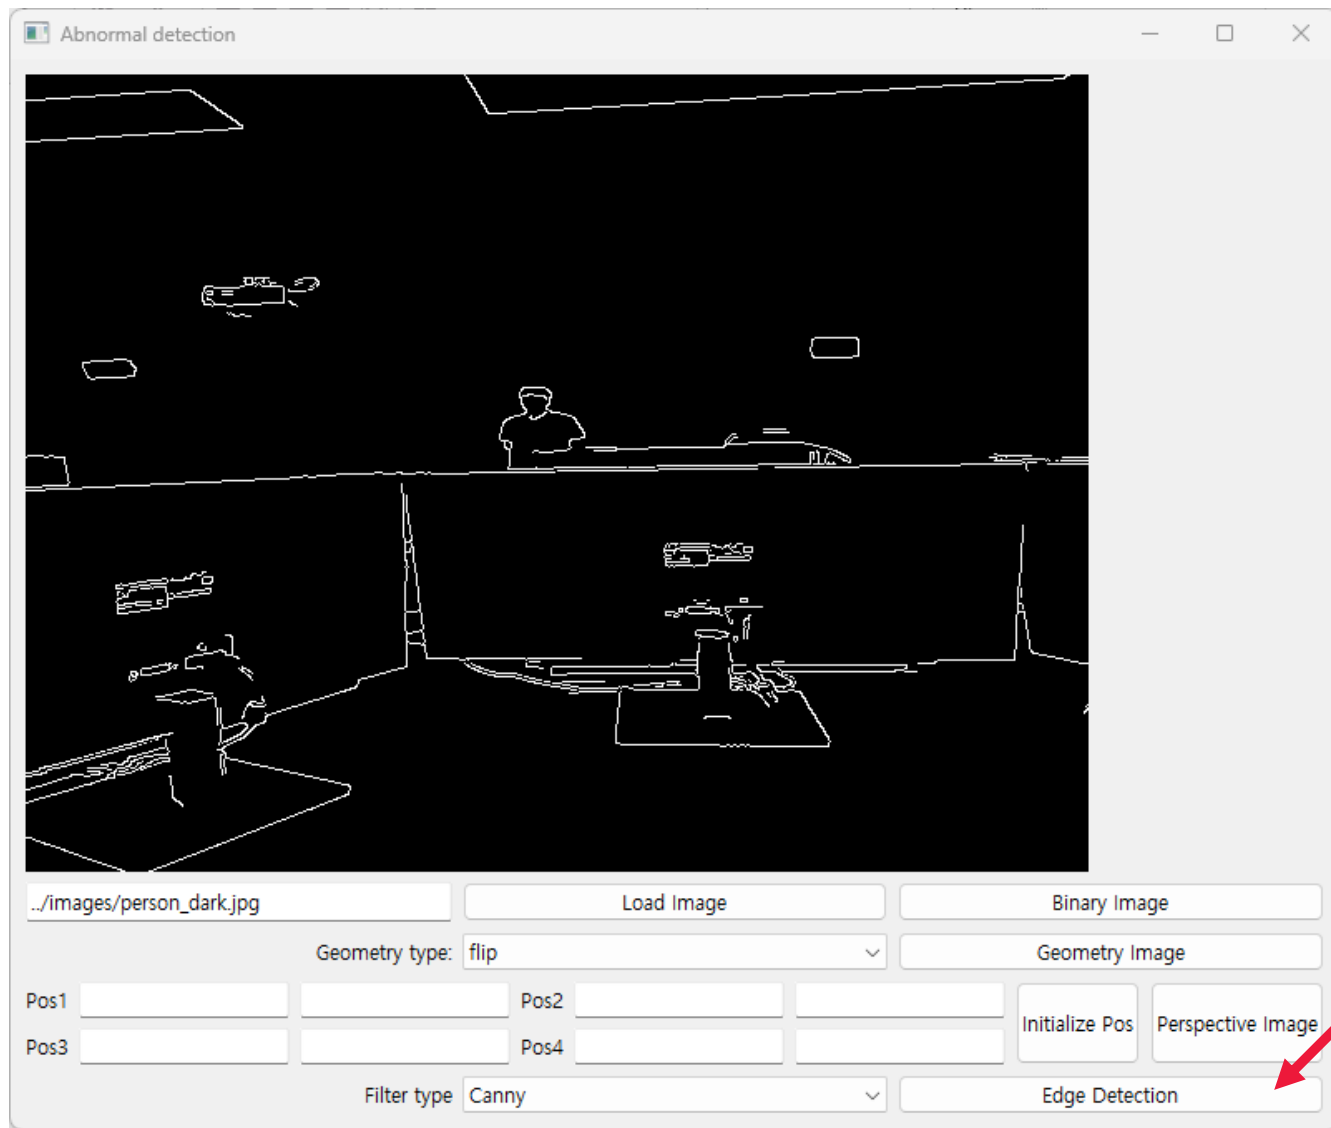 Abnormal detection
../images/person_dark.jpg Load Image Binary Image
Geometry type: flip Geometry Image
Pos1 Pos2
Initialize Pos Perspective Image
Pos3 Pos4
Filter type Canny Edge Detection